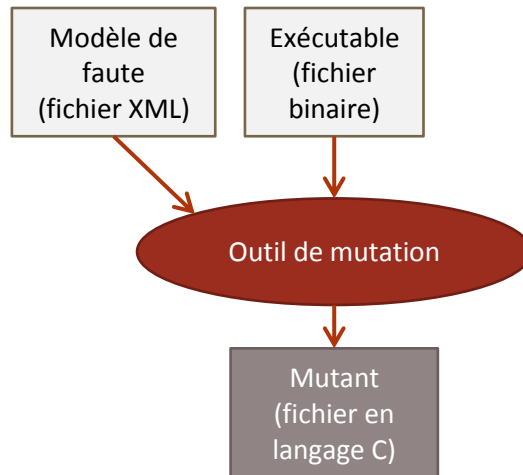 Modèle de
faute
(fichier XML)
Exécutable
(fichier
binaire)
Outil de mutation
Mutant
(fichier en
langage C)